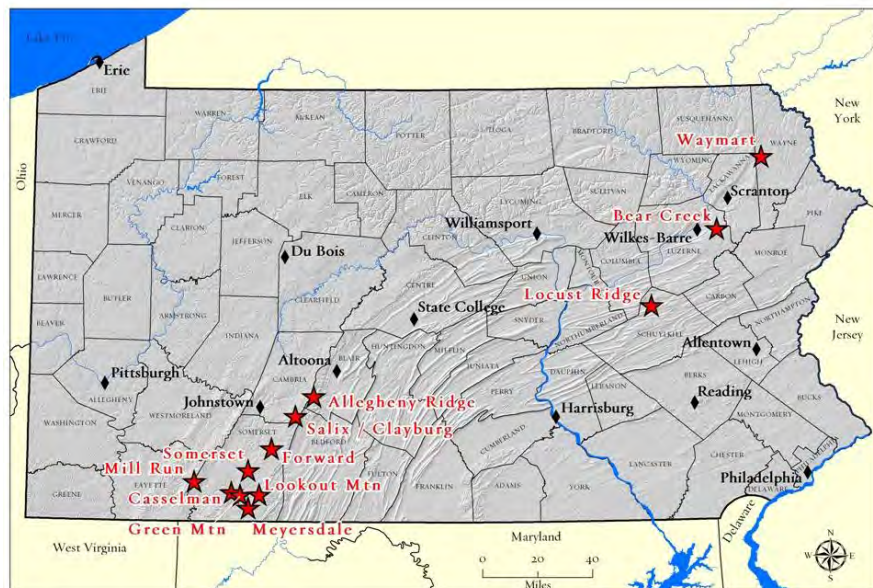 Lake Erie
Erie
ERIE
CRAWFORD
WARREN
McKEAN
POTTER
TIOGA
BRADFORD
SUSQUEHANNA
WAYNE
New
York
Waymart
WYOMING
LACKAWANNA
Scranton
PIKE
Ohio
MERCER
VENANGO
FOREST
ELK
CAMERON
CLINTON
LYCOMING
SULLIVAN
Williamsport
Bear Creek
Wilkes-Barre
LUZERNE
MONROE
CLARION
JEFFERSON
Du Bois
CLEARFIELD
CENTRE
UNION
MONTOUR
COLUMBIA
CARBON
LAWRENCE
BUTLER
ARMSTRONG
INDIANA
State College
SNYDER
Locust Ridge
NORTHUMBERLAND
SCHUYLKILL
NORTHAMPTON
New
Jersey
BEAVER
Pittsburgh
ALLEGHENY
Altoona
BLAIR
CAMBRIA
HUNTINGDON
MIFFLIN
JUNIATA
PERRY
DAUPHIN
LEBANON
Allentown
LEHIGH
BERKS
Reading
BUCKS
MONTGOMERY
WASHINGTON
WESTMORELAND
Johnstown
Allegheny Ridge
Salix / Clayburg
SOMERSET
BEDFORD
Harrisburg
CUMBERLAND
Somerset
Forward
Mill Run
Lookout Mtn
FAYETTE
Casselman
Green Mtn
Meyersdale
GREENE
FULTON
FRANKLIN
ADAMS
YORK
LANCASTER
CHESTER
DELAWARE
PHILADELPHIA
Philadelphia
West Virginia
Maryland
Delaware
0 20 40
Miles
N
W E
S